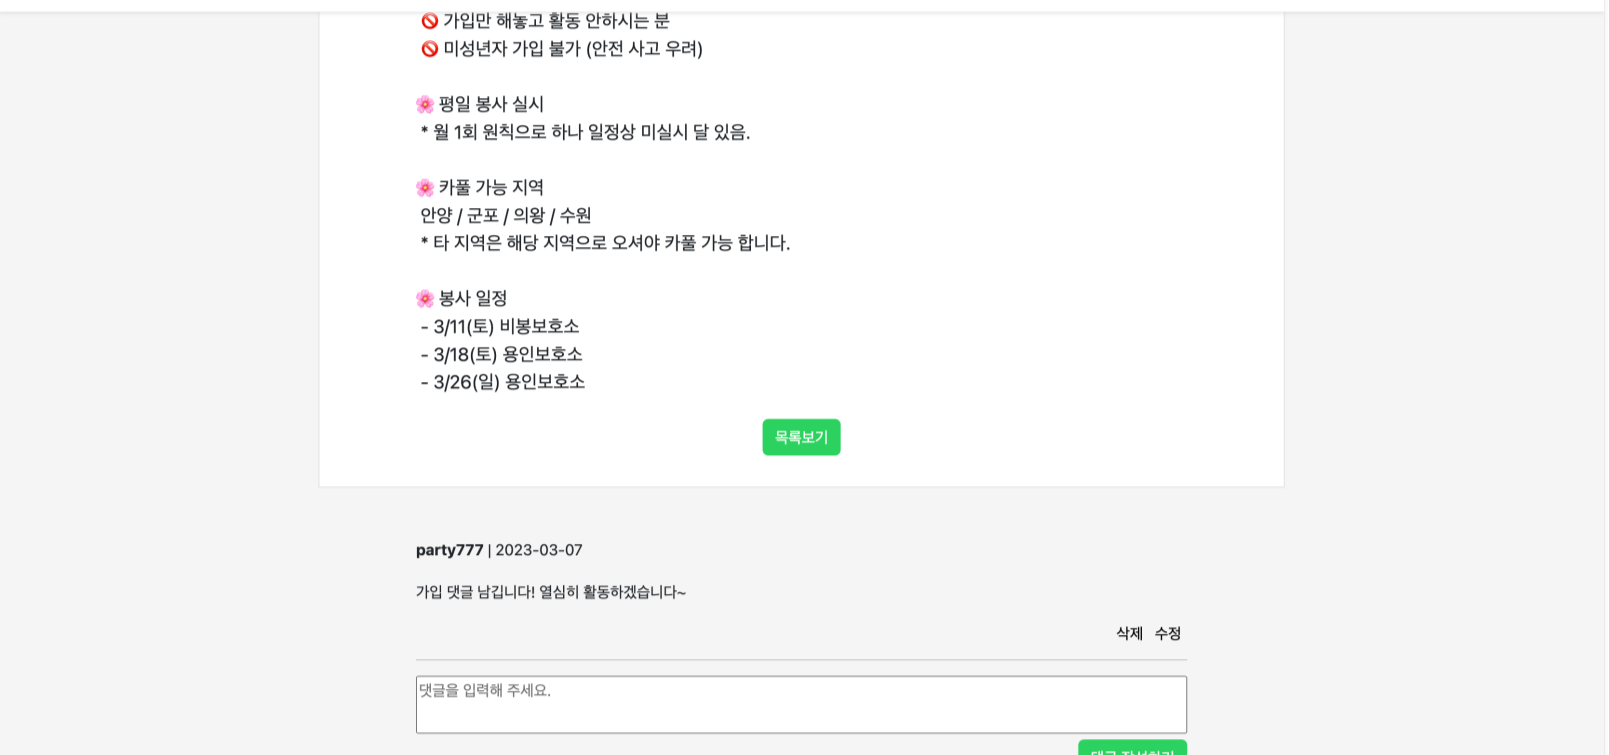 🚫 가입만 해놓고 활동 안하시는 분
🚫 미성년자 가입 불가 (안전 사고 우려)
🌸 평일 봉사 실시
* 월 1회 원칙으로 하나 일정상 미실시 달 있음.
🌸 카풀 가능 지역
안양 / 군포 / 의왕 / 수원
* 타 지역은 해당 지역으로 오셔야 카풀 가능 합니다.
🌸 봉사 일정
- 3/11(토) 비봉보호소
- 3/18(토) 용인보호소
- 3/26(일) 용인보호소
목록보기
party777 | 2023-03-07
가입 댓글 남깁니다! 열심히 활동하겠습니다~
삭제 수정
댓글을 입력해 주세요.